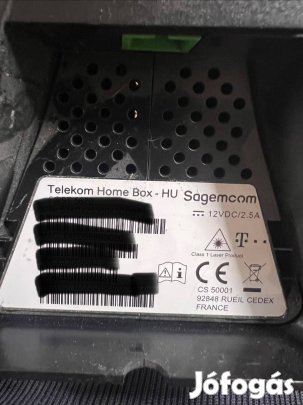 Telekom Home Box - HU
Sagemcom
12VDC/2.5A
T
Class 1 Laser Product
CE
CS 50001
92848 RUEIL CEDEX
FRANCE
Jófogás